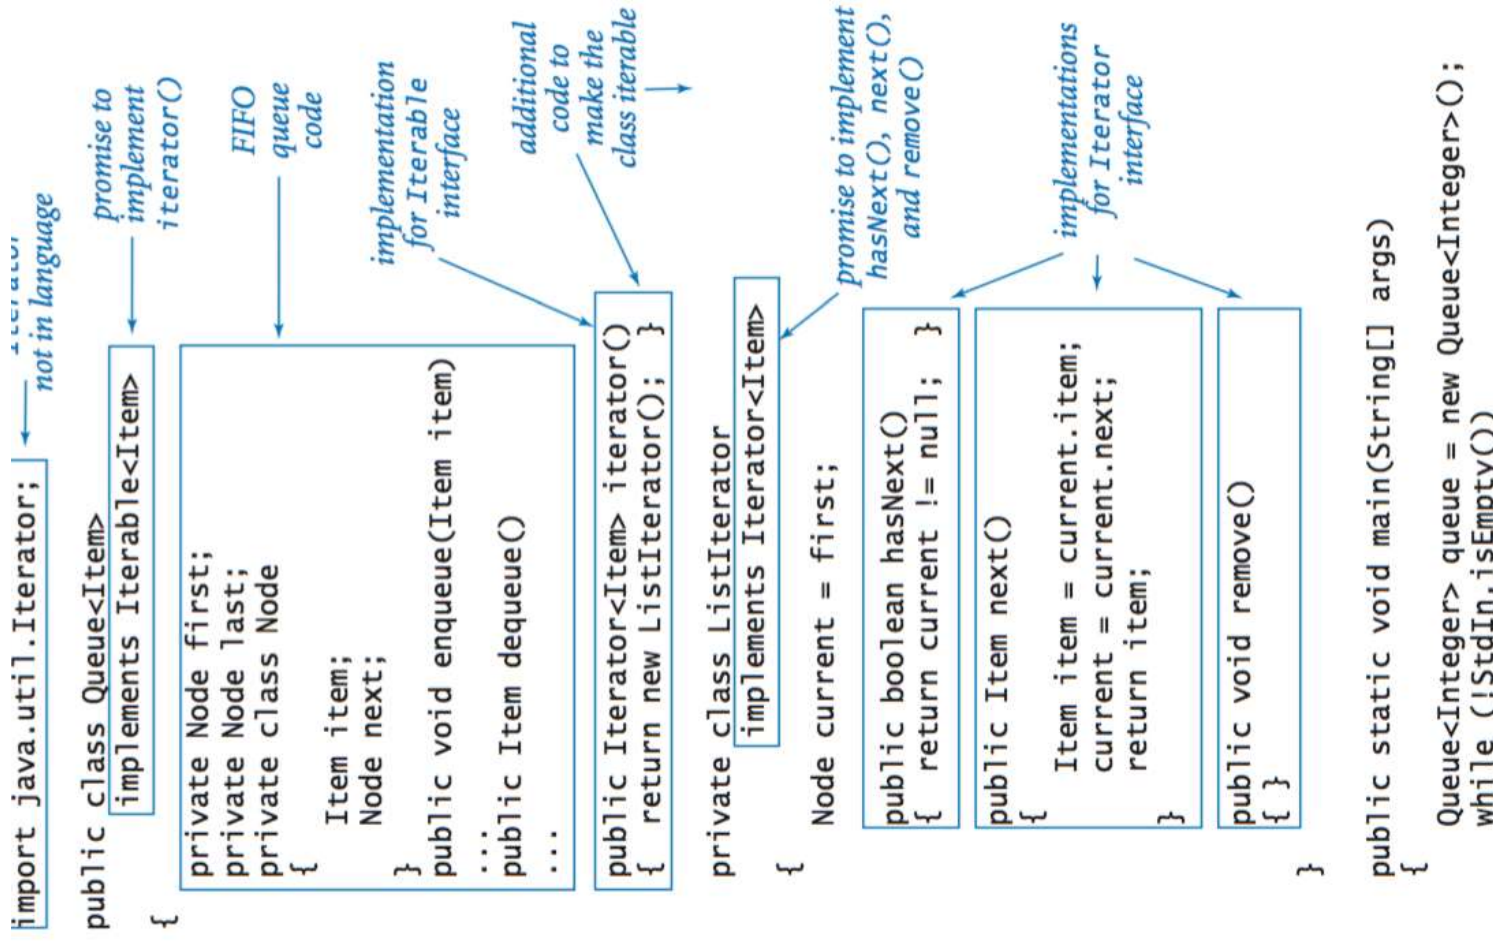 import java.util.Iterator;
Iterator
not in language
public class Queue<Item>
implements Iterable<Item>
promise to
implement
iterator()
{
private Node first;
private Node last;
private class Node
{
Item item;
Node next;
}
public void enqueue(Item item)
...
public Item dequeue()
...
FIFO
queue
code
public Iterator<Item> iterator()
{ return new ListIterator(); }
implementation
for Iterable
interface
additional
code to
make the
class iterable
private class ListIterator
implements Iterator<Item>
promise to implement
hasNext(), next(),
and remove()
{
Node current = first;
public boolean hasNext()
{ return current != null; }
public Item next()
{
Item item = current.item;
current = current.next;
return item;
}
public void remove()
{ }
implementations
for Iterator
interface
}
public static void main(String[] args)
{
Queue<Integer> queue = new Queue<Integer>();
while (!StdIn.isEmpty())